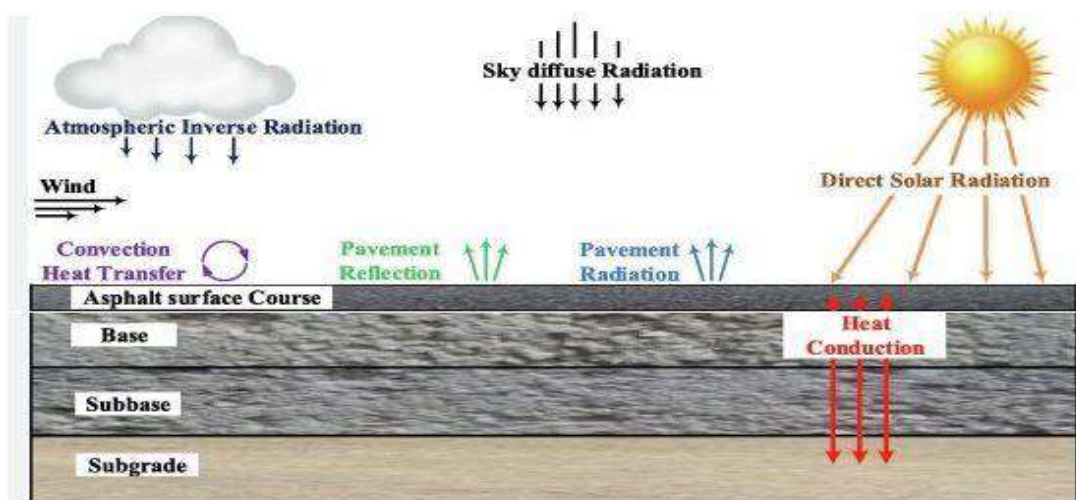 Sky diffuse Radiation
Atmospheric Inverse Radiation
Wind
Direct Solar Radiation
Convection
Heat Transfer
Pavement
Reflection
Pavement
Radiation
Asphalt surface Course
Base
Heat
Conduction
Subbase
Subgrade